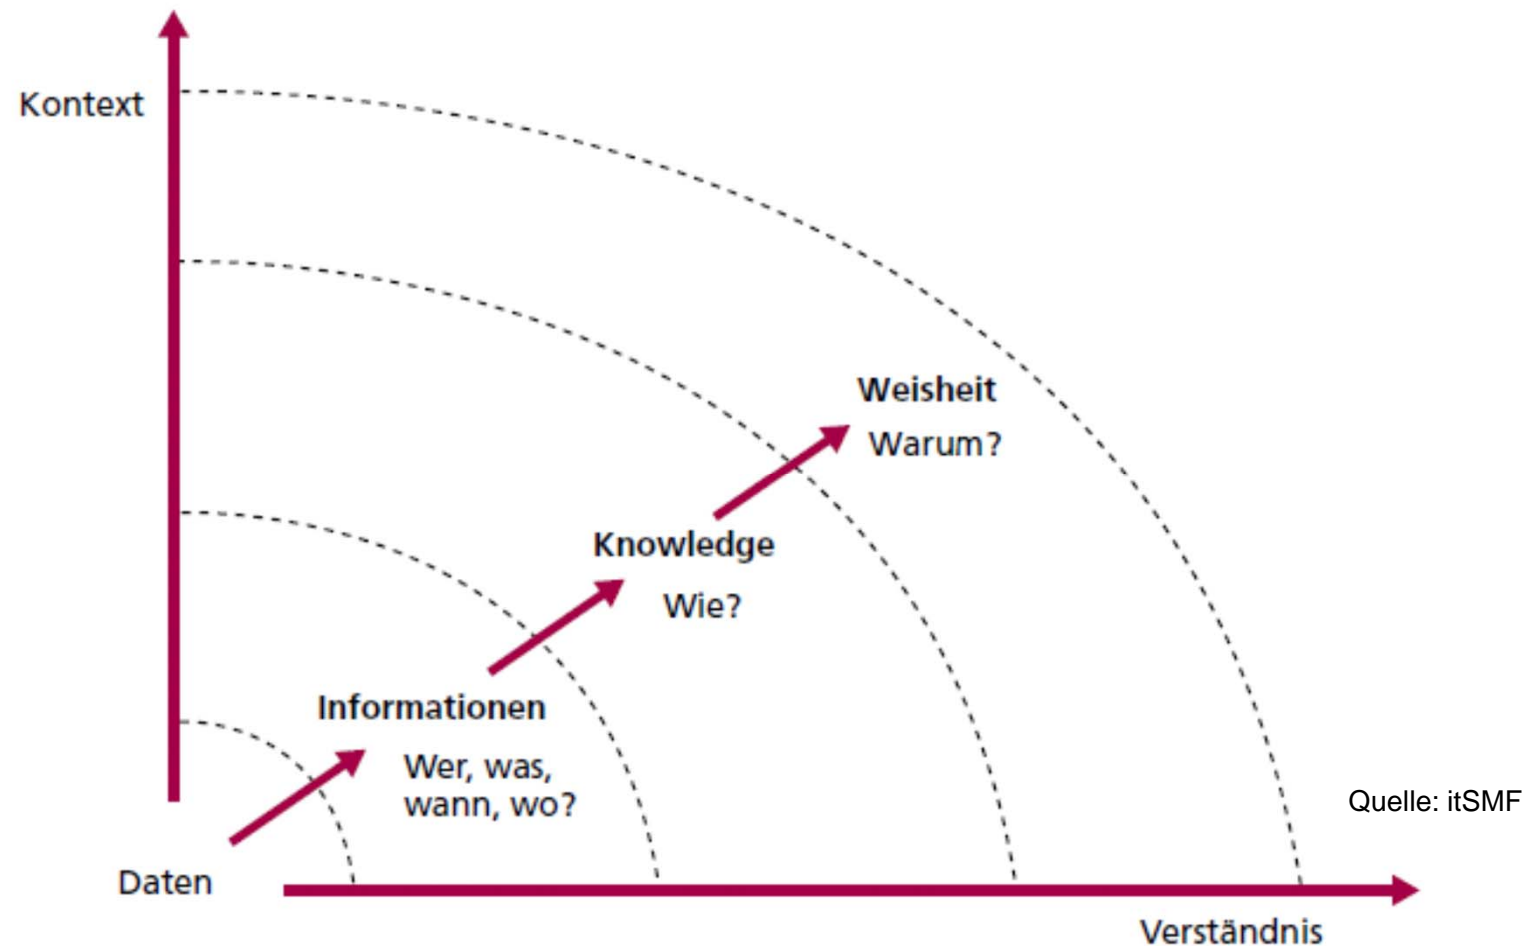 Kontext
Weisheit
Warum?
Knowledge
Wie?
Informationen
Wer, was,
wann, wo?
Quelle: itSMF
Daten
Verständnis